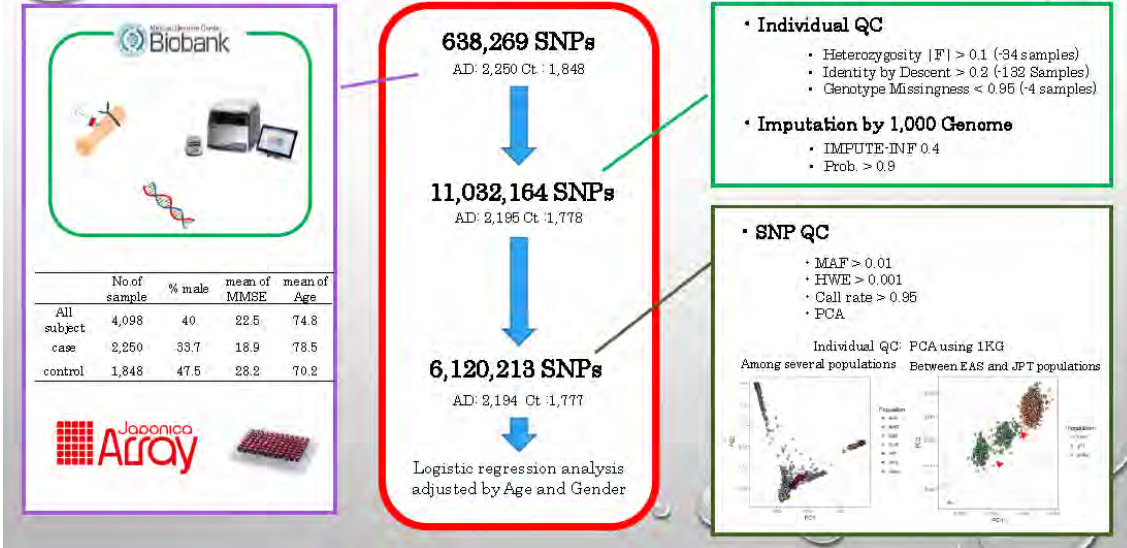 Biobank
No.of sample % male mean of MMSE mean of Age
All subject 4,098 40 22.5 74.8
case 2,250 33.7 18.9 78.5
control 1,848 47.5 28.2 70.2
Japonica
Array
638,269 SNPs
AD: 2,250 Ct : 1,848
11,032,164 SNPs
AD: 2,195 Ct :1,778
6,120,213 SNPs
AD: 2,194 Ct :1,777
Logistic regression analysis
adjusted by Age and Gender
・Individual QC
・Heterozygosity |F| > 0.1 (-34 samples)
・Identity by Descent > 0.2 (-132 Samples)
・Genotype Missingness < 0.95 (-4 samples)
・Imputation by 1,000 Genome
・IMPUTE-INF 0.4
・Prob. > 0.9
・SNP QC
・MAF > 0.01
・HWE > 0.001
・Call rate > 0.95
・PCA
Individual QC: PCA using 1KG
Among several populations
Between EAS and JPT populations
Population
PC1
Population